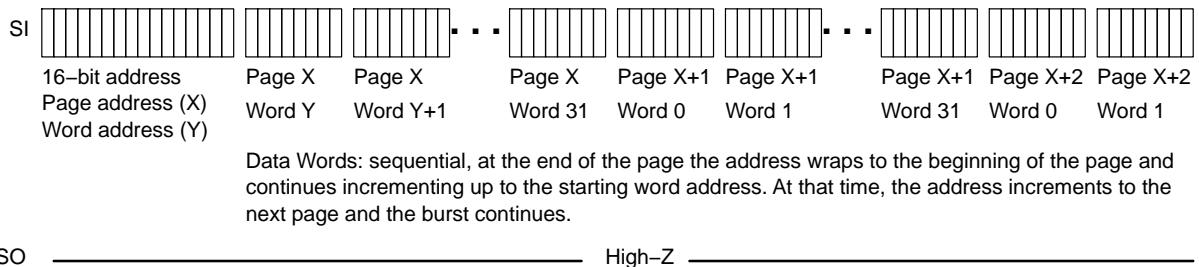 SI
16−bit address
Page address (X)
Word address (Y)
Page X
Word Y
Page X
Word Y+1
Page X
Word 31
Page X+1
Word 0
Page X+1
Word 1
Page X+1
Word 31
Page X+2
Word 0
Page X+2
Word 1
Data Words: sequential, at the end of the page the address wraps to the beginning of the page and
continues incrementing up to the starting word address. At that time, the address increments to the
next page and the burst continues.
SO
High−Z